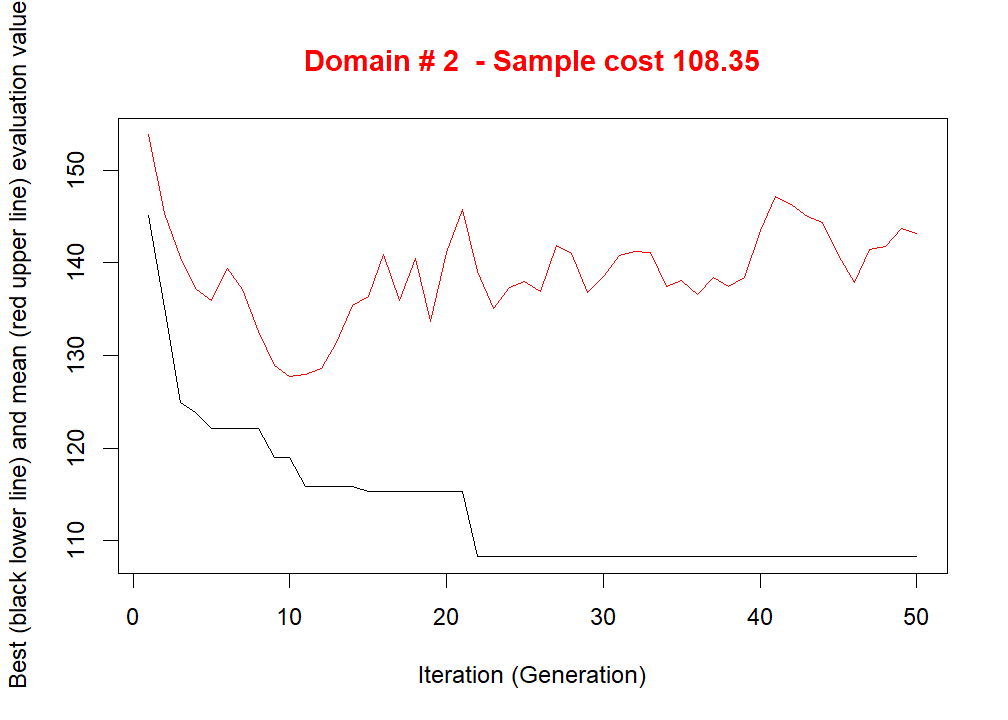 Domain # 2  - Sample cost 108.35
Best (black lower line) and mean (red upper line) evaluation value
150
140
130
120
110
0 10 20 30 40 50
Iteration (Generation)